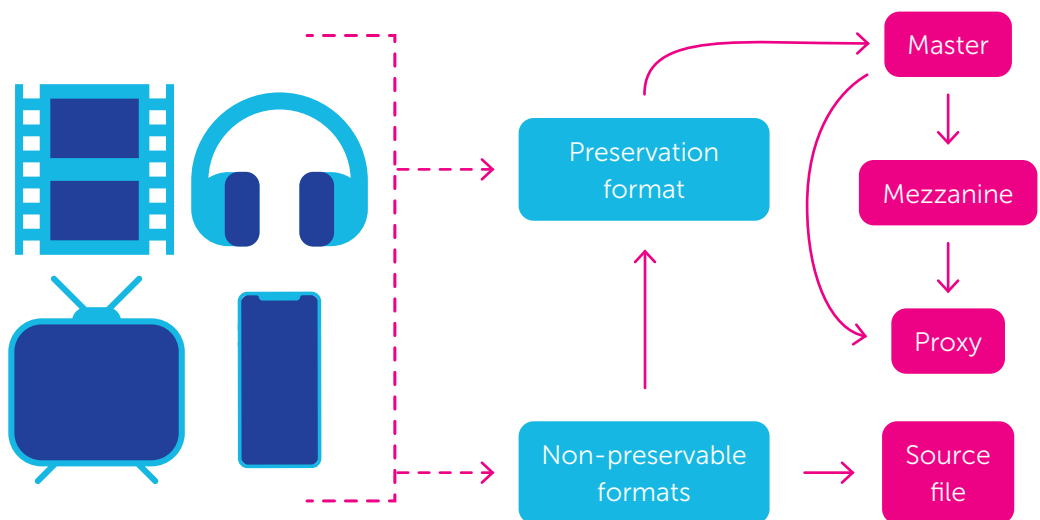 Master
Preservation
format
Mezzanine
Proxy
Non-preservable
formats
Source
file